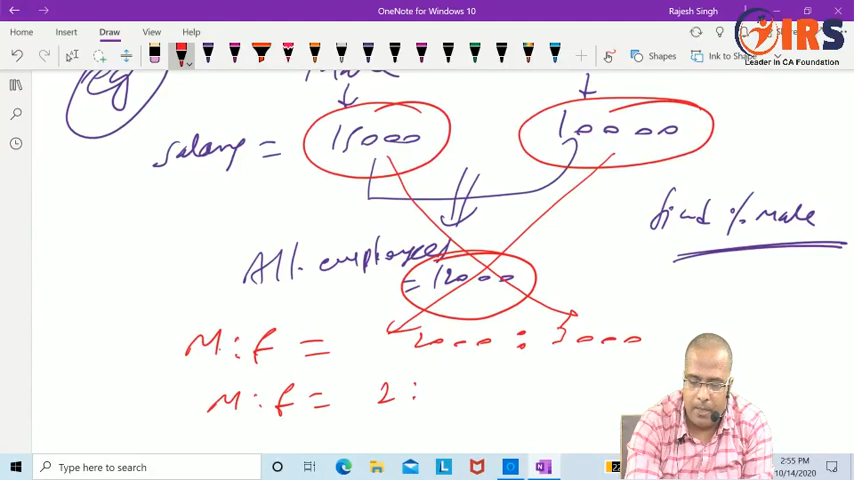 OneNote for Windows 10
Rajesh Singh
Home Insert Draw View Help
Shapes Ink to Shape
IRS
Leader in CA Foundation
eg
Male
Salary = 15000 10000
find % male
All employees
= 12000
M : f = 2000 : 3000
M : f = 2 :
Type here to search
2:55 PM
10/14/2020